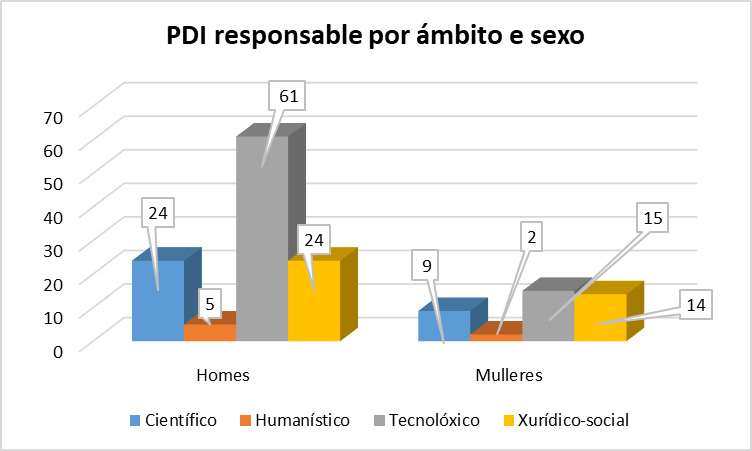 PDI responsable por ámbito e sexo
70
60
50
40
30
20
10
0
24
5
61
24
9
2
15
14
Homes
Mulleres
Científico
Humanístico
Tecnolóxico
Xurídico-social